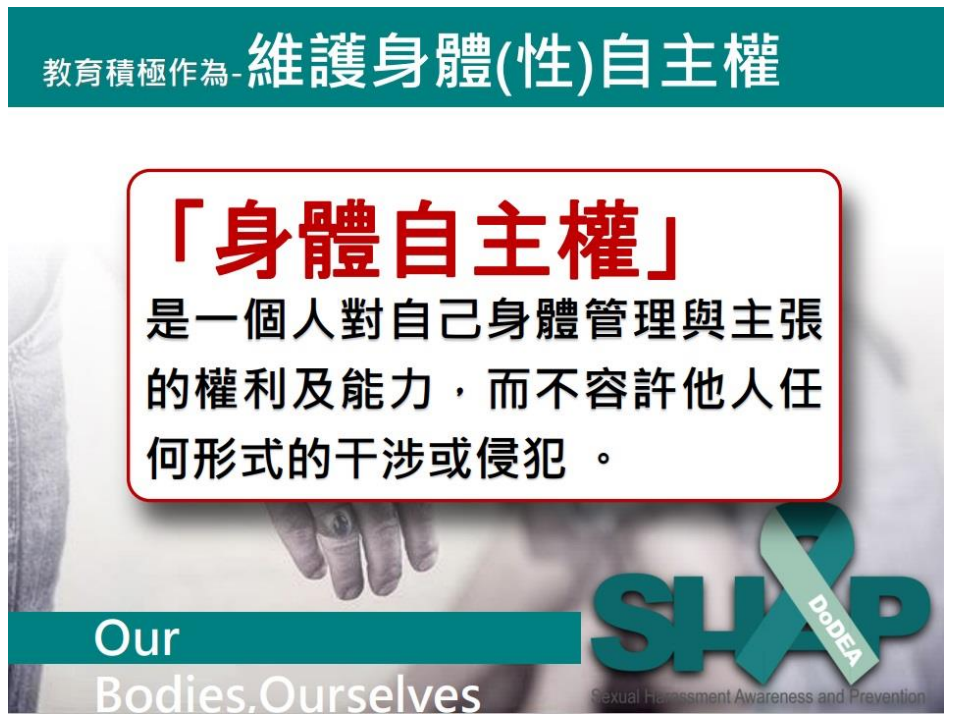 教育積極作為-維護身體(性)自主權
「身體自主權」
是一個人對自己身體管理與主張
的權利及能力，而不容許他人任
何形式的干涉或侵犯 。
Our
Bodies,Ourselves
SHAP
DoDEA
Sexual Harassment Awareness and Prevention